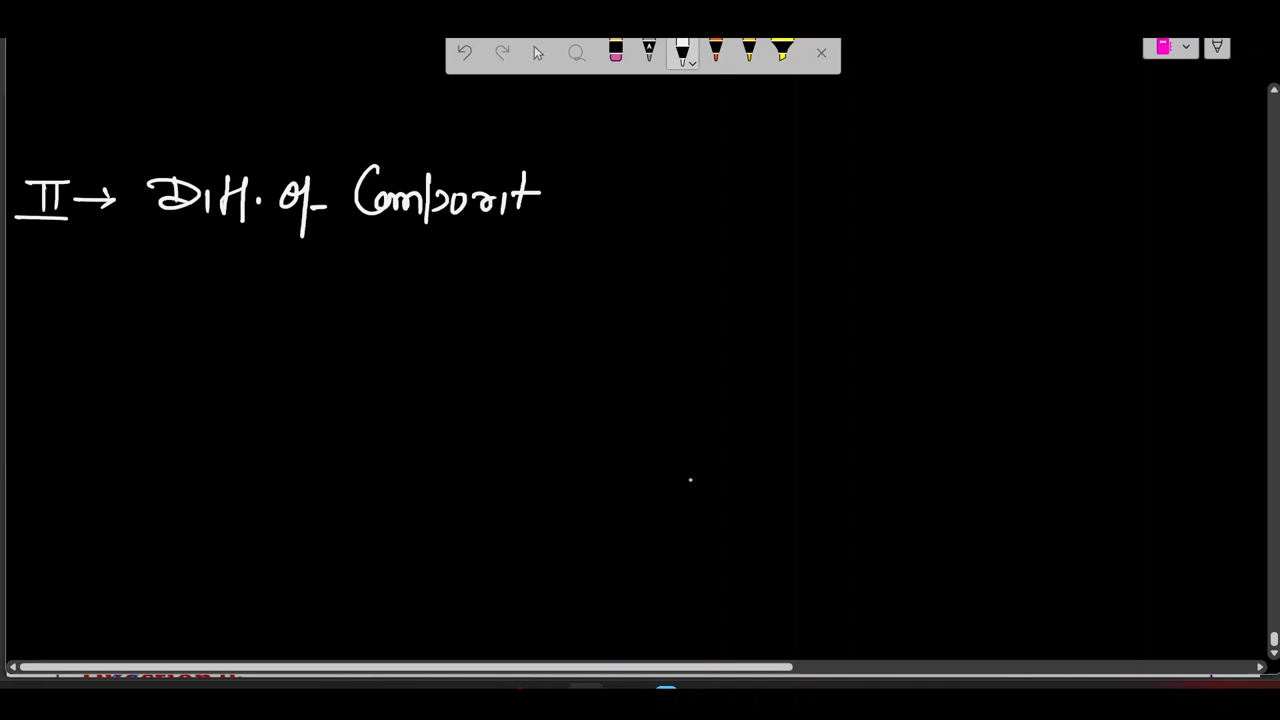 II → Diff. of Composit